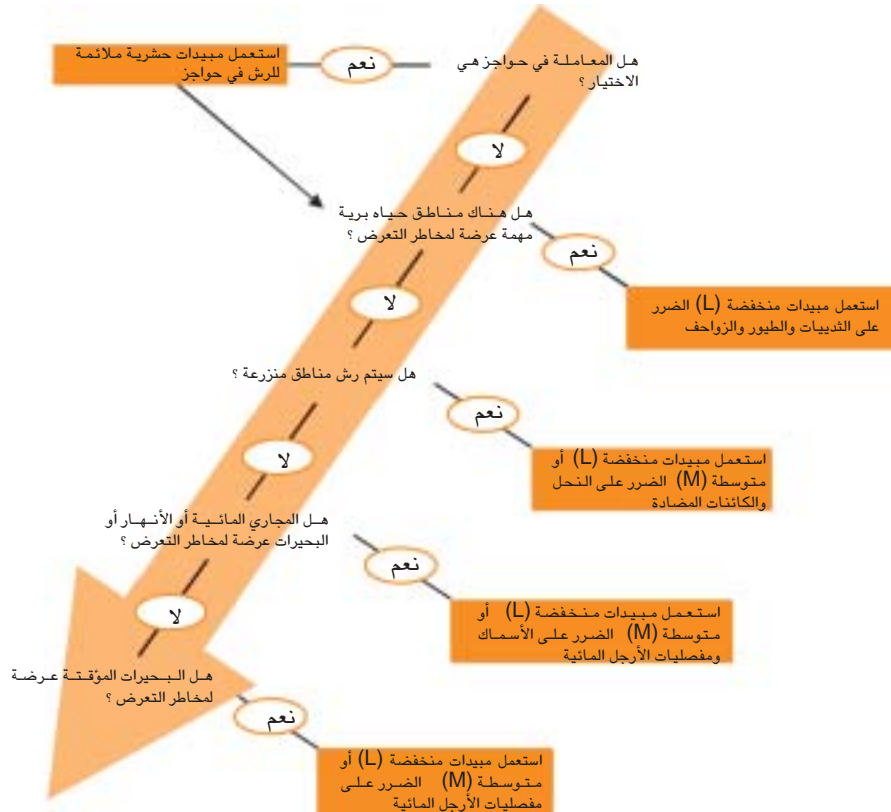 هل المعاملة في حواجز هي
الاختيار ؟
نعم
استعمل مبيدات حشرية ملائمة
للرش في حواجز
لا
هل هناك مناطق حياه برية
مهمة عرضة لمخاطر التعرض ؟
نعم
استعمل مبيدات منخفضة (L) الضرر
على الثدييات والطيور والزواحف
لا
هل سيتم رش مناطق منزرعة ؟
نعم
استعمل مبيدات منخفضة (L) أو
متوسطة (M) الضرر على النحل
والكائنات المضادة
لا
هل المجاري المائية أو الأنهار أو
البحيرات عرضة لمخاطر التعرض ؟
نعم
استعمل مبيدات منخفضة (L) أو
متوسطة (M) الضرر على الأسماك
ومفصليات الأرجل المائية
لا
هل البحيرات المؤقتة عرضة
لمخاطر التعرض ؟
نعم
استعمل مبيدات منخفضة (L) أو
متوسطة (M) الضرر على
مفصليات الأرجل المائية